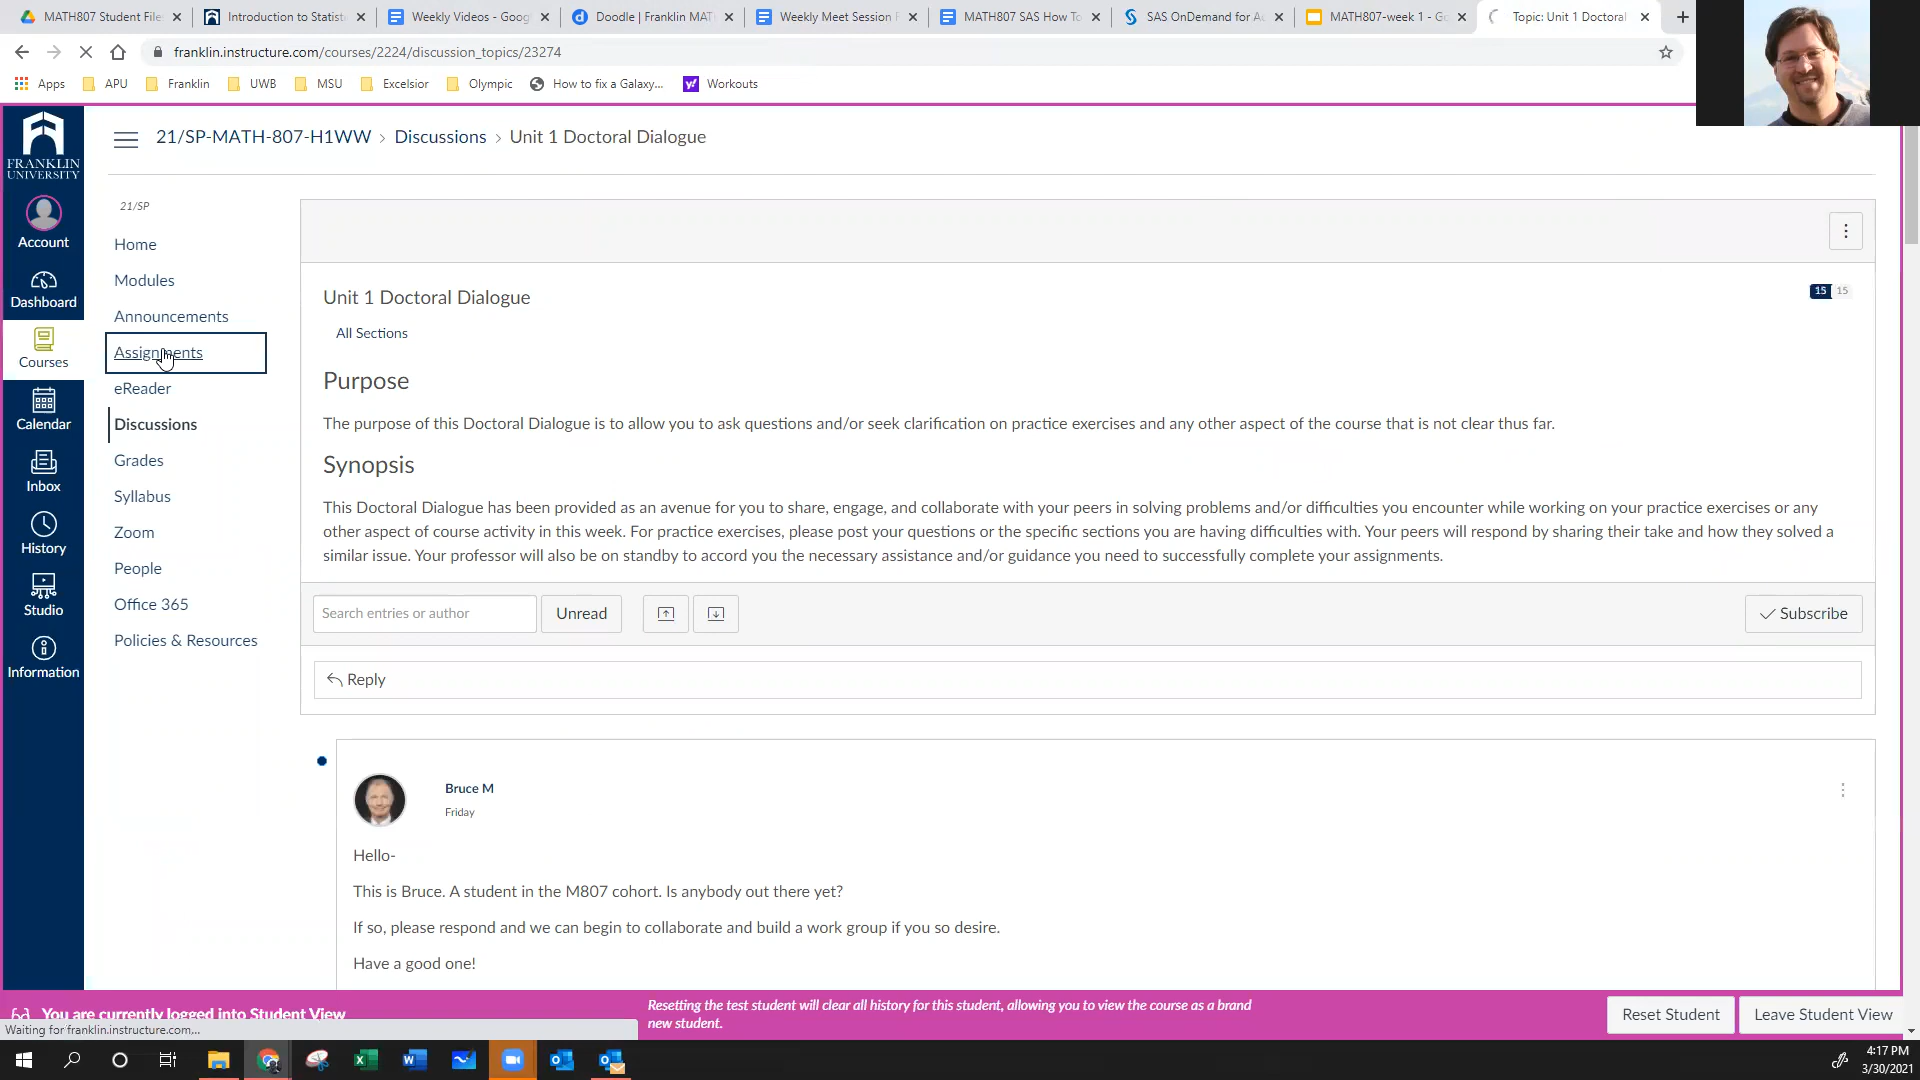 MATH807 Student File
Introduction to Statist
Weekly Videos - Goog
Doodle | Franklin MAT
Weekly Meet Session F
MATH807 SAS How To
SAS OnDemand for A
MATH807-week 1 - Go
Topic: Unit 1 Doctoral
franklin.instructure.com/courses/2224/discussion_topics/23274
Apps
APU
Franklin
UWB
MSU
Excelsior
Olympic
How to fix a Galaxy...
Workouts
FRANKLIN
UNIVERSITY
Account
Dashboard
Courses
Calendar
Inbox
History
Studio
Information
21/SP-MATH-807-H1WW > Discussions > Unit 1 Doctoral Dialogue
21/SP
Home
Modules
Announcements
Assignments
eReader
Discussions
Grades
Syllabus
Zoom
People
Office 365
Policies & Resources
Unit 1 Doctoral Dialogue
15 15
All Sections
Purpose
The purpose of this Doctoral Dialogue is to allow you to ask questions and/or seek clarification on practice exercises and any other aspect of the course that is not clear thus far.
Synopsis
This Doctoral Dialogue has been provided as an avenue for you to share, engage, and collaborate with your peers in solving problems and/or difficulties you encounter while working on your practice exercises or any
other aspect of course activity in this week. For practice exercises, please post your questions or the specific sections you are having difficulties with. Your peers will respond by sharing their take and how they solved a
similar issue. Your professor will also be on standby to accord you the necessary assistance and/or guidance you need to successfully complete your assignments.
Search entries or author
Unread
Subscribe
Reply
Bruce M
Friday
Hello-
This is Bruce. A student in the M807 cohort. Is anybody out there yet?
If so, please respond and we can begin to collaborate and build a work group if you so desire.
Have a good one!
You are currently logged into Student View
Resetting the test student will clear all history for this student, allowing you to view the course as a brand
new student.
Reset Student
Leave Student View
Waiting for franklin.instructure.com...
4:17 PM
3/30/2021